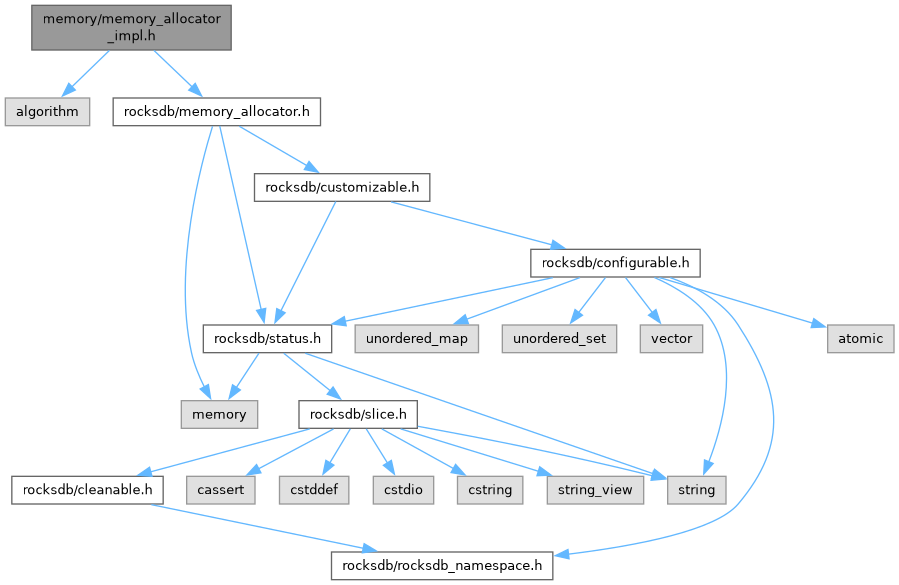 memory/memory_allocator
_impl.h
algorithm
rocksdb/memory_allocator.h
rocksdb/customizable.h
rocksdb/configurable.h
rocksdb/status.h
unordered_map
unordered_set
vector
atomic
memory
rocksdb/slice.h
rocksdb/cleanable.h
cassert
cstddef
cstdio
cstring
string_view
string
rocksdb/rocksdb_namespace.h